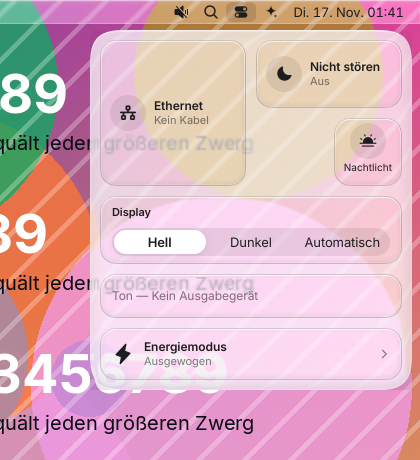 Di. 17. Nov. 01:41
89
quält jeden größeren Zwerg
Ethernet
Kein Kabel
Nicht stören
Aus
Nachtlicht
Display
Hell
Dunkel
Automatisch
89
quält jeden größeren Zwerg
Ton — Kein Ausgabegerät
Energiemodus
Ausgewogen
3456789
quält jeden größeren Zwerg